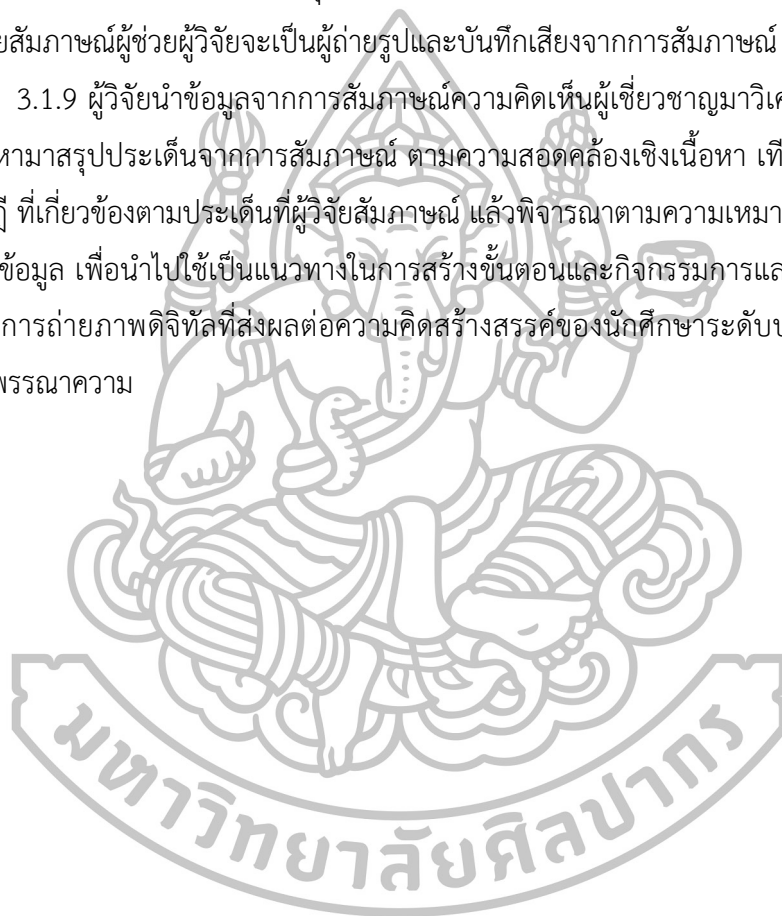 ยสัมภาษณ์ผู้ช่วยผู้วิจัยจะเป็นผู้ถ่ายรูปและบันทึกเสียงจากการสัมภาษณ์
3.1.9 ผู้วิจัยนำข้อมูลจากการสัมภาษณ์ความคิดเห็นผู้เชี่ยวชาญมาวิเค
หามาสรุปประเด็นจากการสัมภาษณ์ ตามความสอดคล้องเชิงเนื้อหา เที
ฎี ที่เกี่ยวข้องตามประเด็นที่ผู้วิจัยสัมภาษณ์ แล้วพิจารณาตามความเหมา
ข้อมูล เพื่อนำไปใช้เป็นแนวทางในการสร้างขั้นตอนและกิจกรรมการแล
การถ่ายภาพดิจิทัลที่ส่งผลต่อความคิดสร้างสรรค์ของนักศึกษาระดับ
พรรณาความ
มหาวิทยาลัยศิลปากร